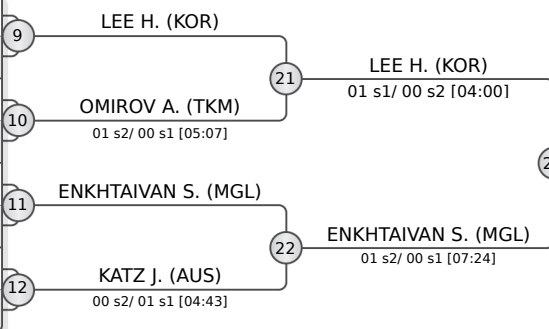 9
LEE H. (KOR)
21
LEE H. (KOR)
01 s1/ 00 s2 [04:00]
10
OMIROV A. (TKM)
01 s2/ 00 s1 [05:07]
11
ENKHTAIVAN S. (MGL)
22
ENKHTAIVAN S. (MGL)
01 s2/ 00 s1 [07:24]
12
KATZ J. (AUS)
00 s2/ 01 s1 [04:43]